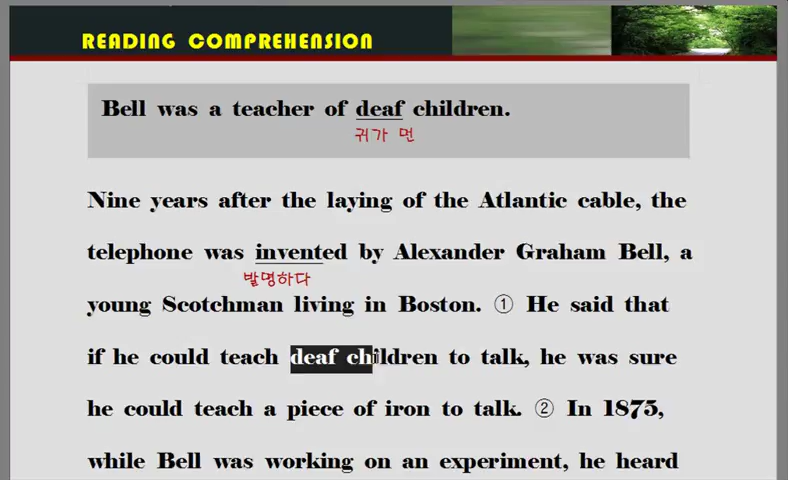 READING COMPREHENSION
Bell was a teacher of deaf children.
귀가 먼
Nine years after the laying of the Atlantic cable, the
telephone was invented by Alexander Graham Bell, a
발명하다
young Scotchman living in Boston. ① He said that
if he could teach deaf children to talk, he was sure
he could teach a piece of iron to talk. ② In 1875,
while Bell was working on an experiment, he heard